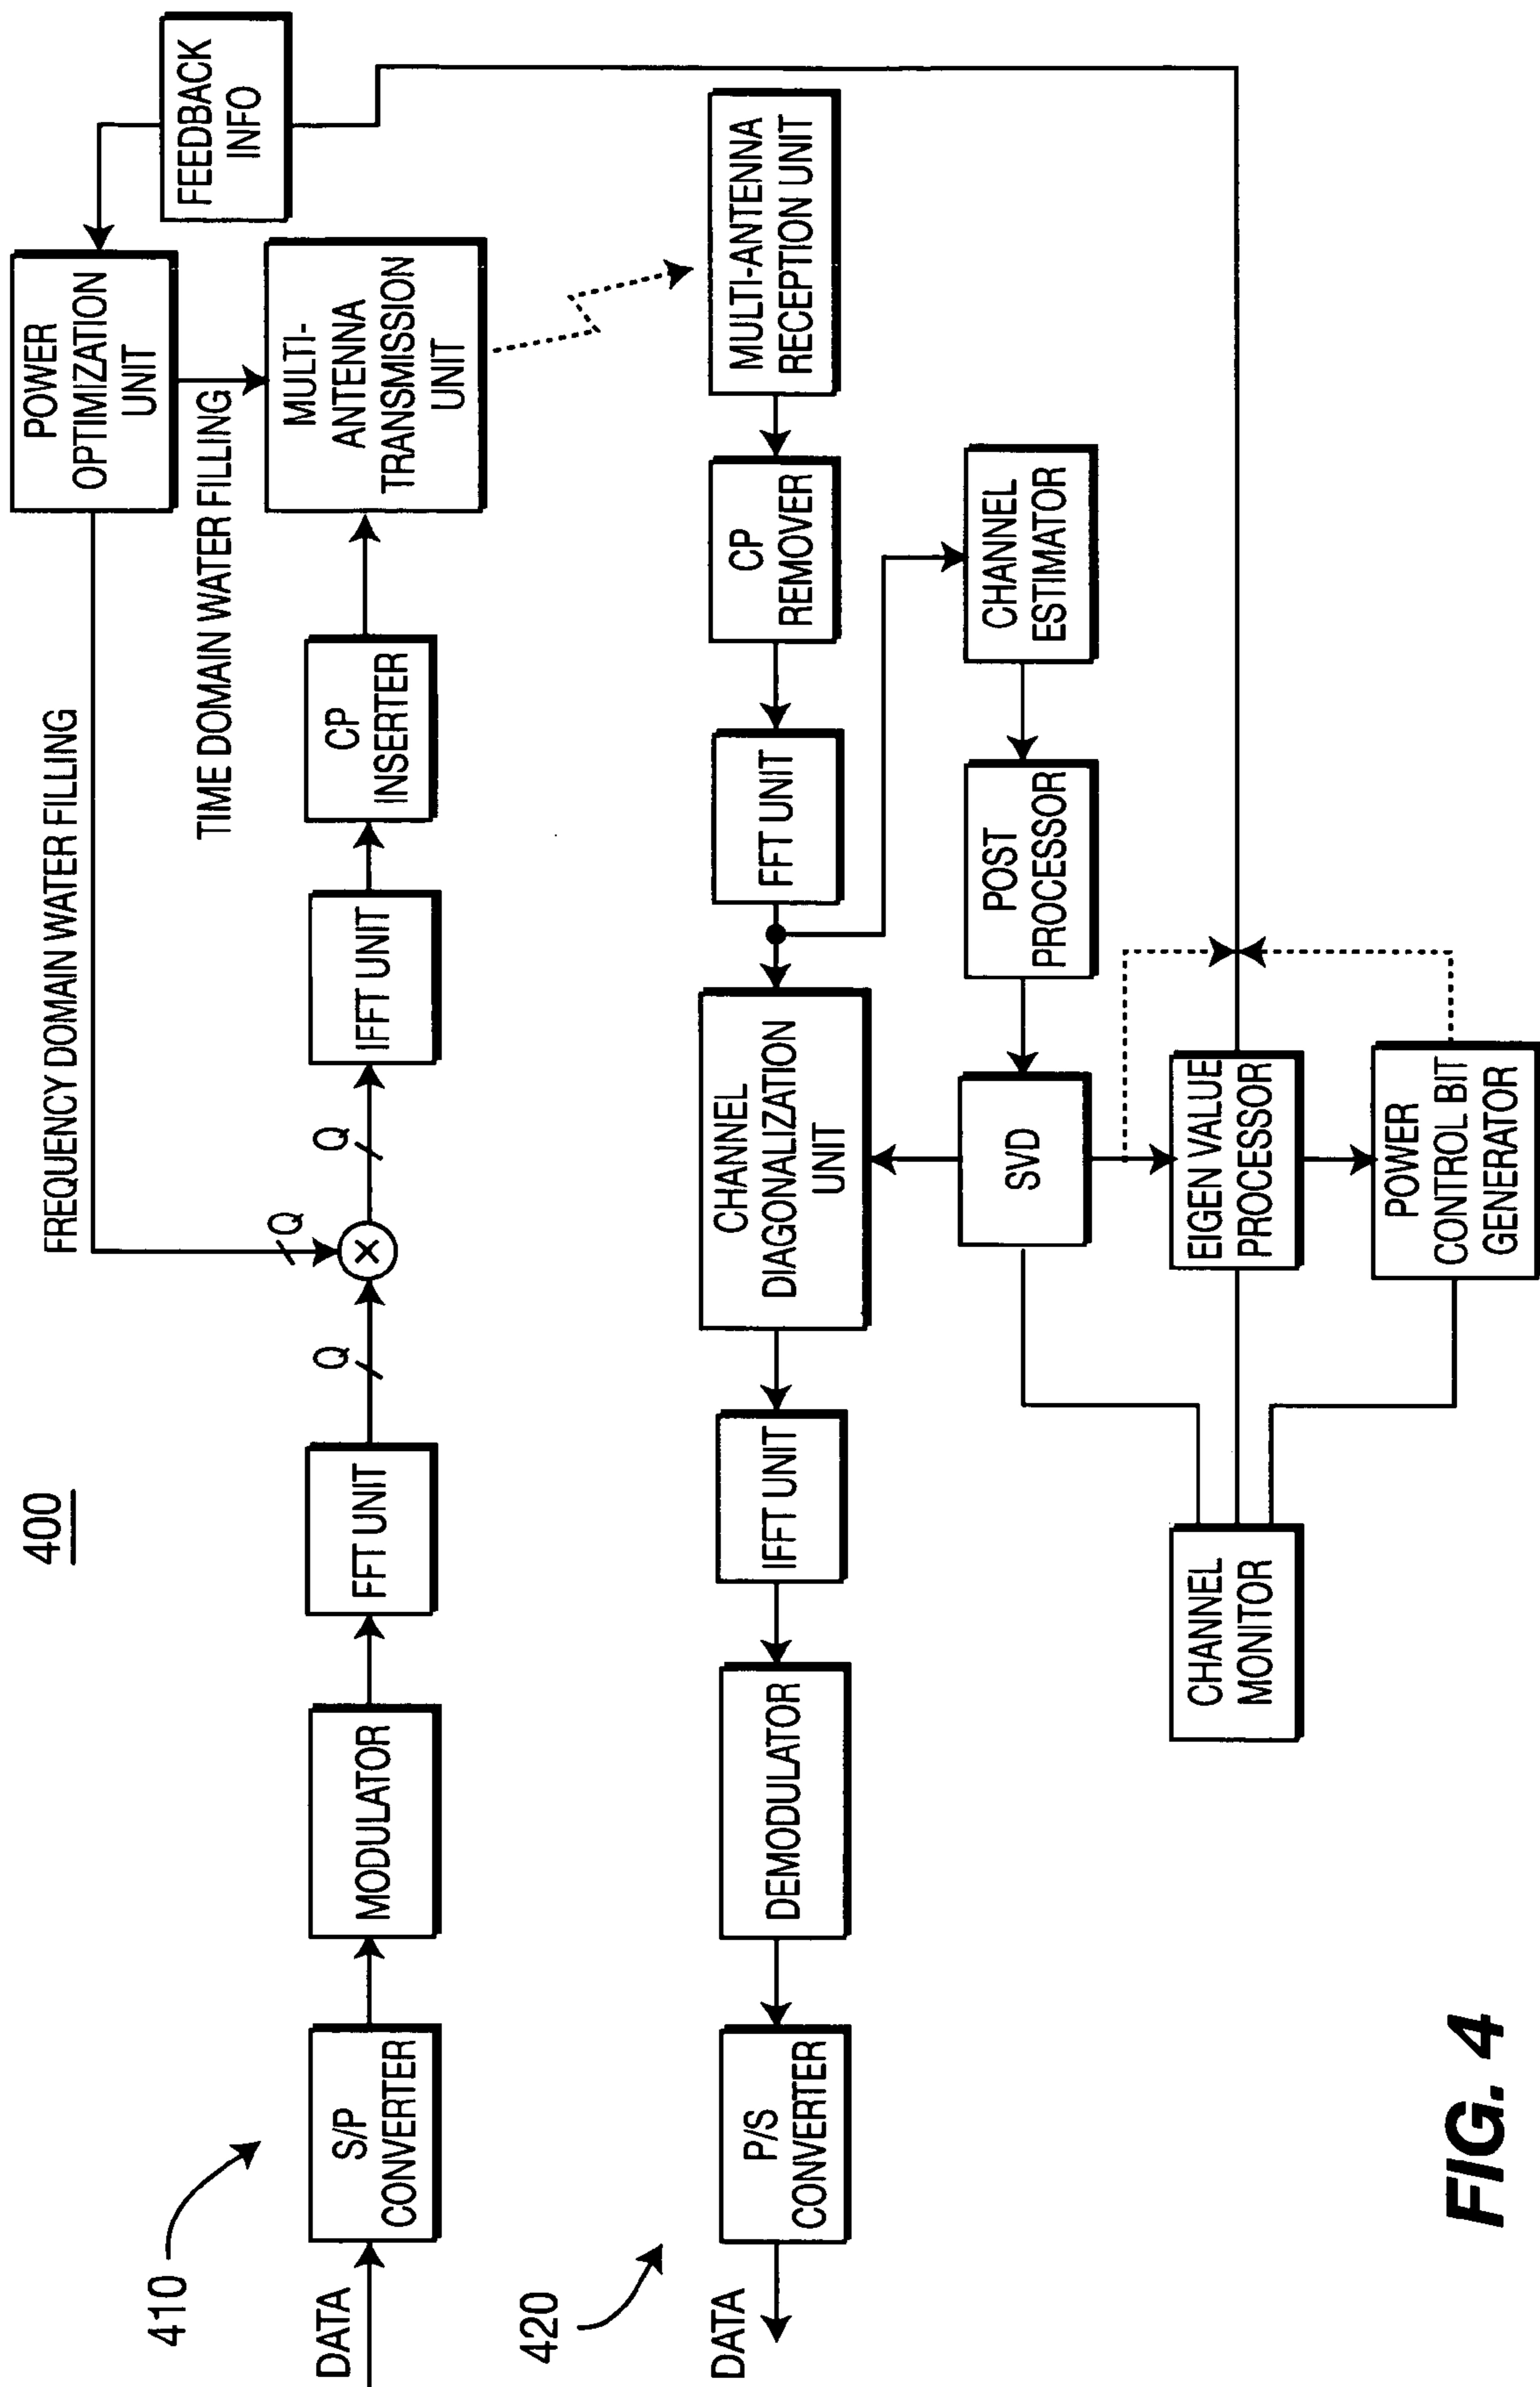 400
410
DATA
S/P
CONVERTER
MODULATOR
FFT UNIT
Q
Q
Q
FREQUENCY DOMAIN WATER FILLING
IFFT UNIT
CP
INSERTER
TIME DOMAIN WATER FILLING
POWER
OPTIMIZATION
UNIT
MULTI-
ANTENNA
TRANSMISSION
UNIT
FEEDBACK
INFO
420
DATA
P/S
CONVERTER
DEMODULATOR
IFFT UNIT
CHANNEL
DIAGONALIZATION
UNIT
FFT UNIT
CP
REMOVER
MULTI-ANTENNA
RECEPTION UNIT
SVD
POST
PROCESSOR
CHANNEL
ESTIMATOR
CHANNEL
MONITOR
EIGEN VALUE
PROCESSOR
POWER
CONTROL BIT
GENERATOR
FIG. 4